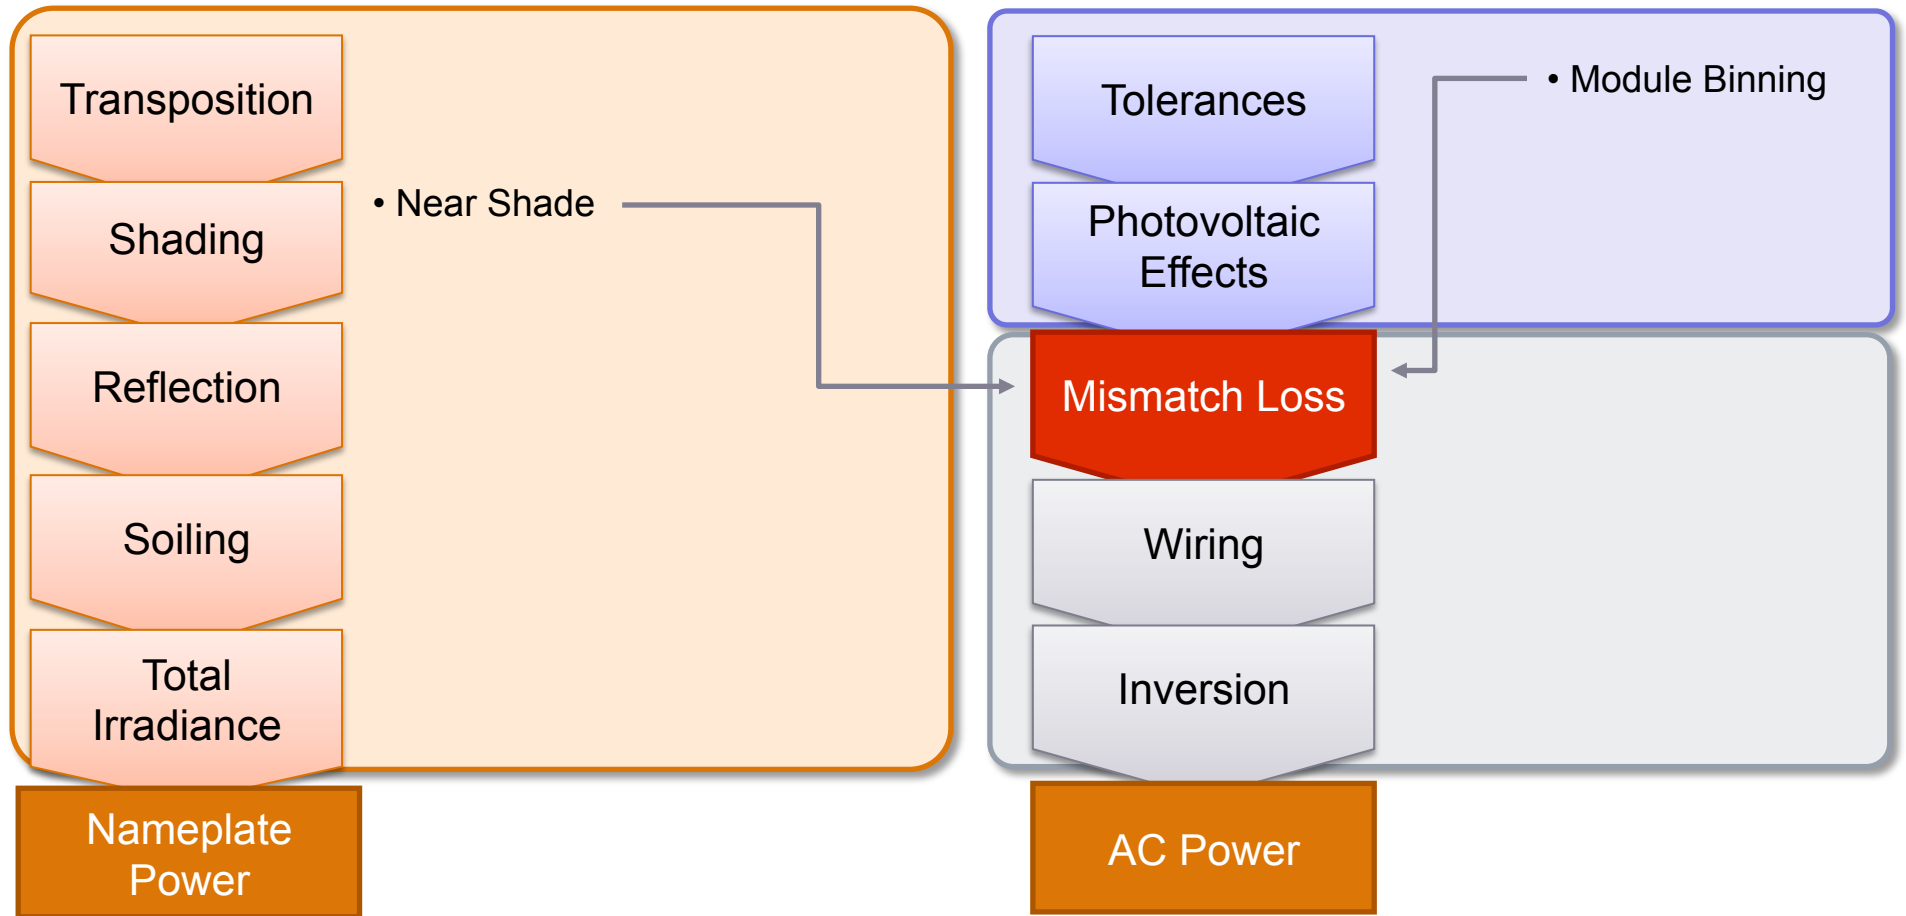 Transposition
Shading
• Near Shade
Reflection
Soiling
Total
Irradiance
Nameplate
Power
Tolerances
• Module Binning
Photovoltaic
Effects
Mismatch Loss
Wiring
Inversion
AC Power